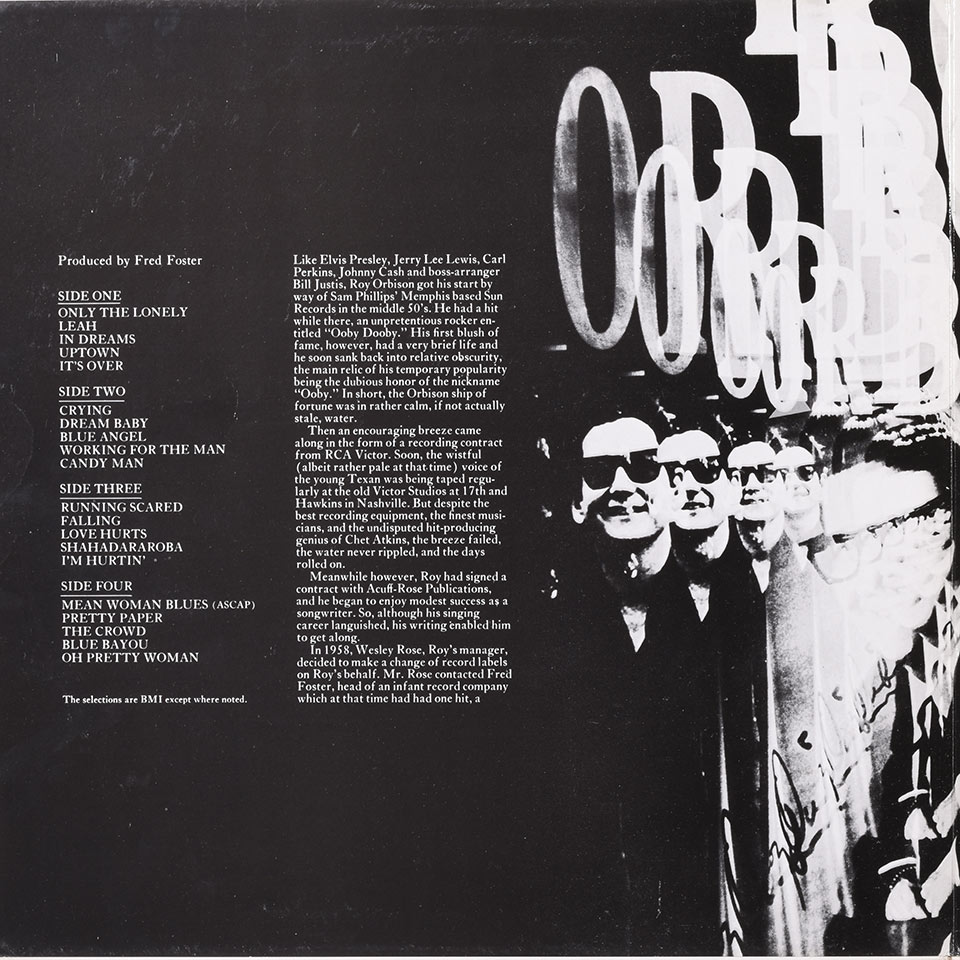 Produced by Fred Foster
SIDE ONE
ONLY THE LONELY
LEAH
IN DREAMS
UPTOWN
IT'S OVER
SIDE TWO
CRYING
DREAM BABY
BLUE ANGEL
WORKING FOR THE MAN
CANDY MAN
SIDE THREE
RUNNING SCARED
FALLING
LOVE HURTS
SHAHADARAROBA
I'M HURTIN'
SIDE FOUR
MEAN WOMAN BLUES (ASCAP)
PRETTY PAPER
THE CROWD
BLUE BAYOU
OH PRETTY WOMAN
The selections are BMI except where noted.
Like Elvis Presley, Jerry Lee Lewis, Carl
Perkins, Johnny Cash and boss-arranger
Bill Justis, Roy Orbison got his start by
way of Sam Phillips' Memphis based Sun
Records in the middle 50's. He had a hit
while there, an unpretentious rocker en-
titled "Ooby Dooby." His first blush of
fame, however, had a very brief life and
he soon sank back into relative obscurity,
the main relic of his temporary popularity
being the dubious honor of the nickname
"Ooby." In short, the Orbison ship of
fortune was in rather calm, if not actually
stale, water.
Then an encouraging breeze came
along in the form of a recording contract
from RCA Victor. Soon, the wistful
(albeit rather pale at that time) voice of
the young Texan was being taped regu-
larly at the old Victor Studios at 17th and
Hawkins in Nashville. But despite the
best recording equipment, the finest musi-
cians, and the undisputed hit-producing
genius of Chet Atkins, the breeze failed,
the water never rippled, and the days
rolled on.
Meanwhile however, Roy had signed a
contract with Acuff-Rose Publications,
and he began to enjoy modest success as a
songwriter. So, although his singing
career languished, his writing enabled him
to get along.
In 1958, Wesley Rose, Roy's manager,
decided to make a change of record labels
on Roy's behalf. Mr. Rose contacted Fred
Foster, head of an infant record company
which at that time had had one hit, a
OR
OR
OR
OR